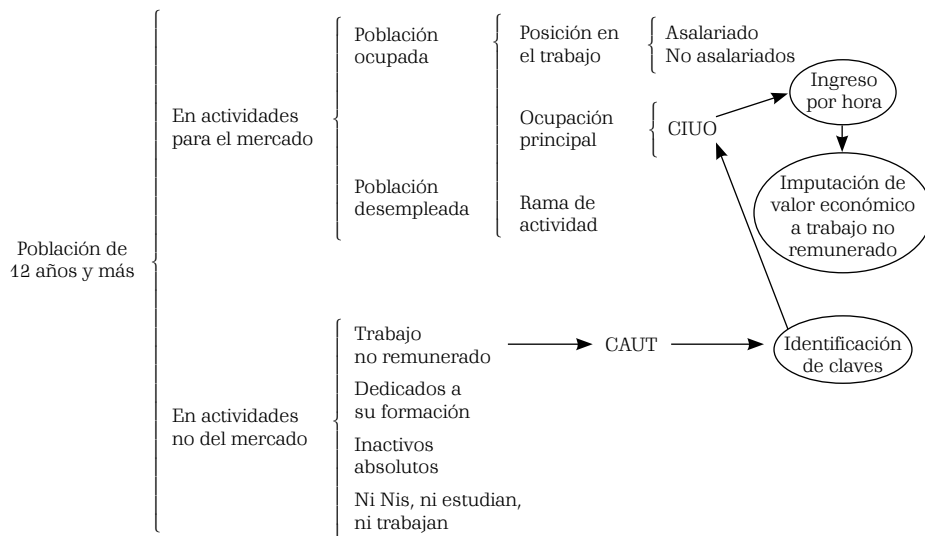 Población de
12 años y más
En actividades
para el mercado
Población
ocupada
Posición en
el trabajo
Asalariado
No asalariados
Ocupación
principal
CIUO
Ingreso
por hora
Imputación de
valor económico
a trabajo no
remunerado
Población
desempleada
Rama de
actividad
En actividades
no del mercado
Trabajo
no remunerado
CAUT
Identificación
de claves
Dedicados a
su formación
Inactivos
absolutos
Ni Nis, ni estudian,
ni trabajan